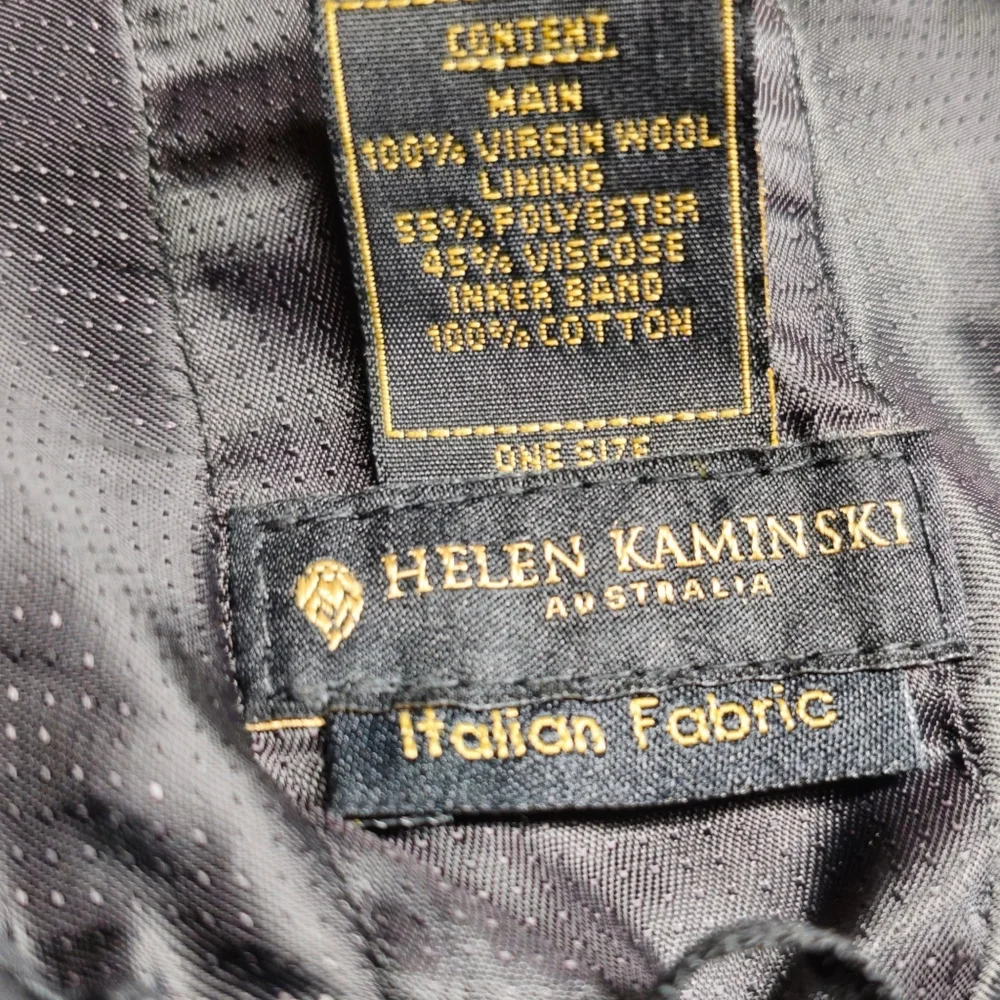 CONTENT
MAIN
100% VIRGIN WOOL
LINING
55% POLYESTER
45% VISCOSE
INNER BAND
100% COTTON
ONE SIZE
HELEN KAMINSKI
AUSTRALIA
Italian Fabric